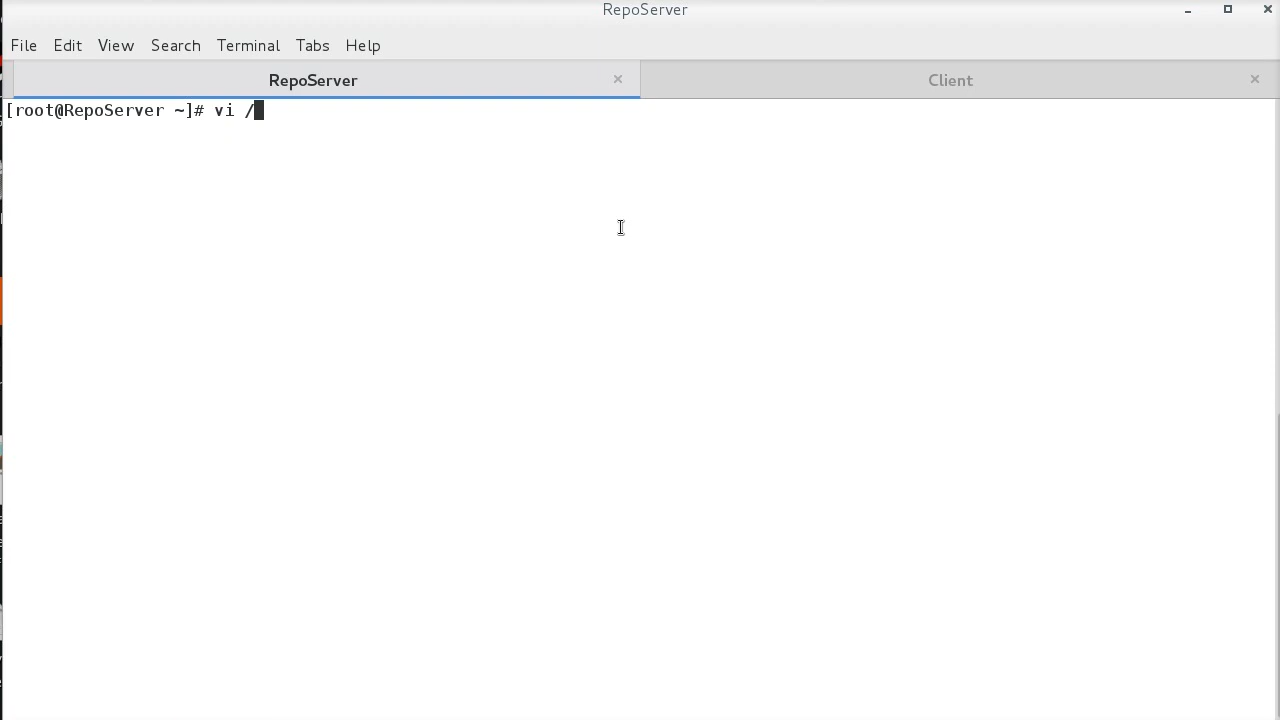 RepoServer
File Edit View Search Terminal Tabs Help
RepoServer Client
[root@RepoServer ~]# vi /